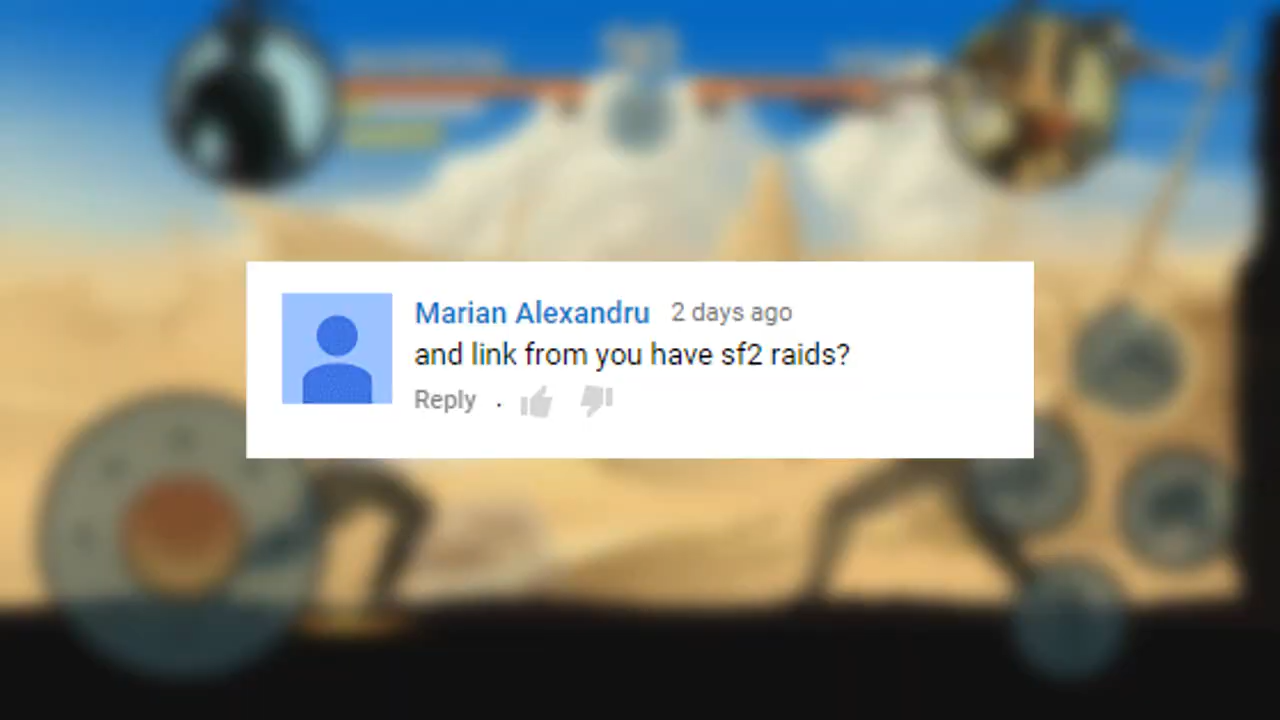 Marian Alexandru 2 days ago
and link from you have sf2 raids?
Reply .